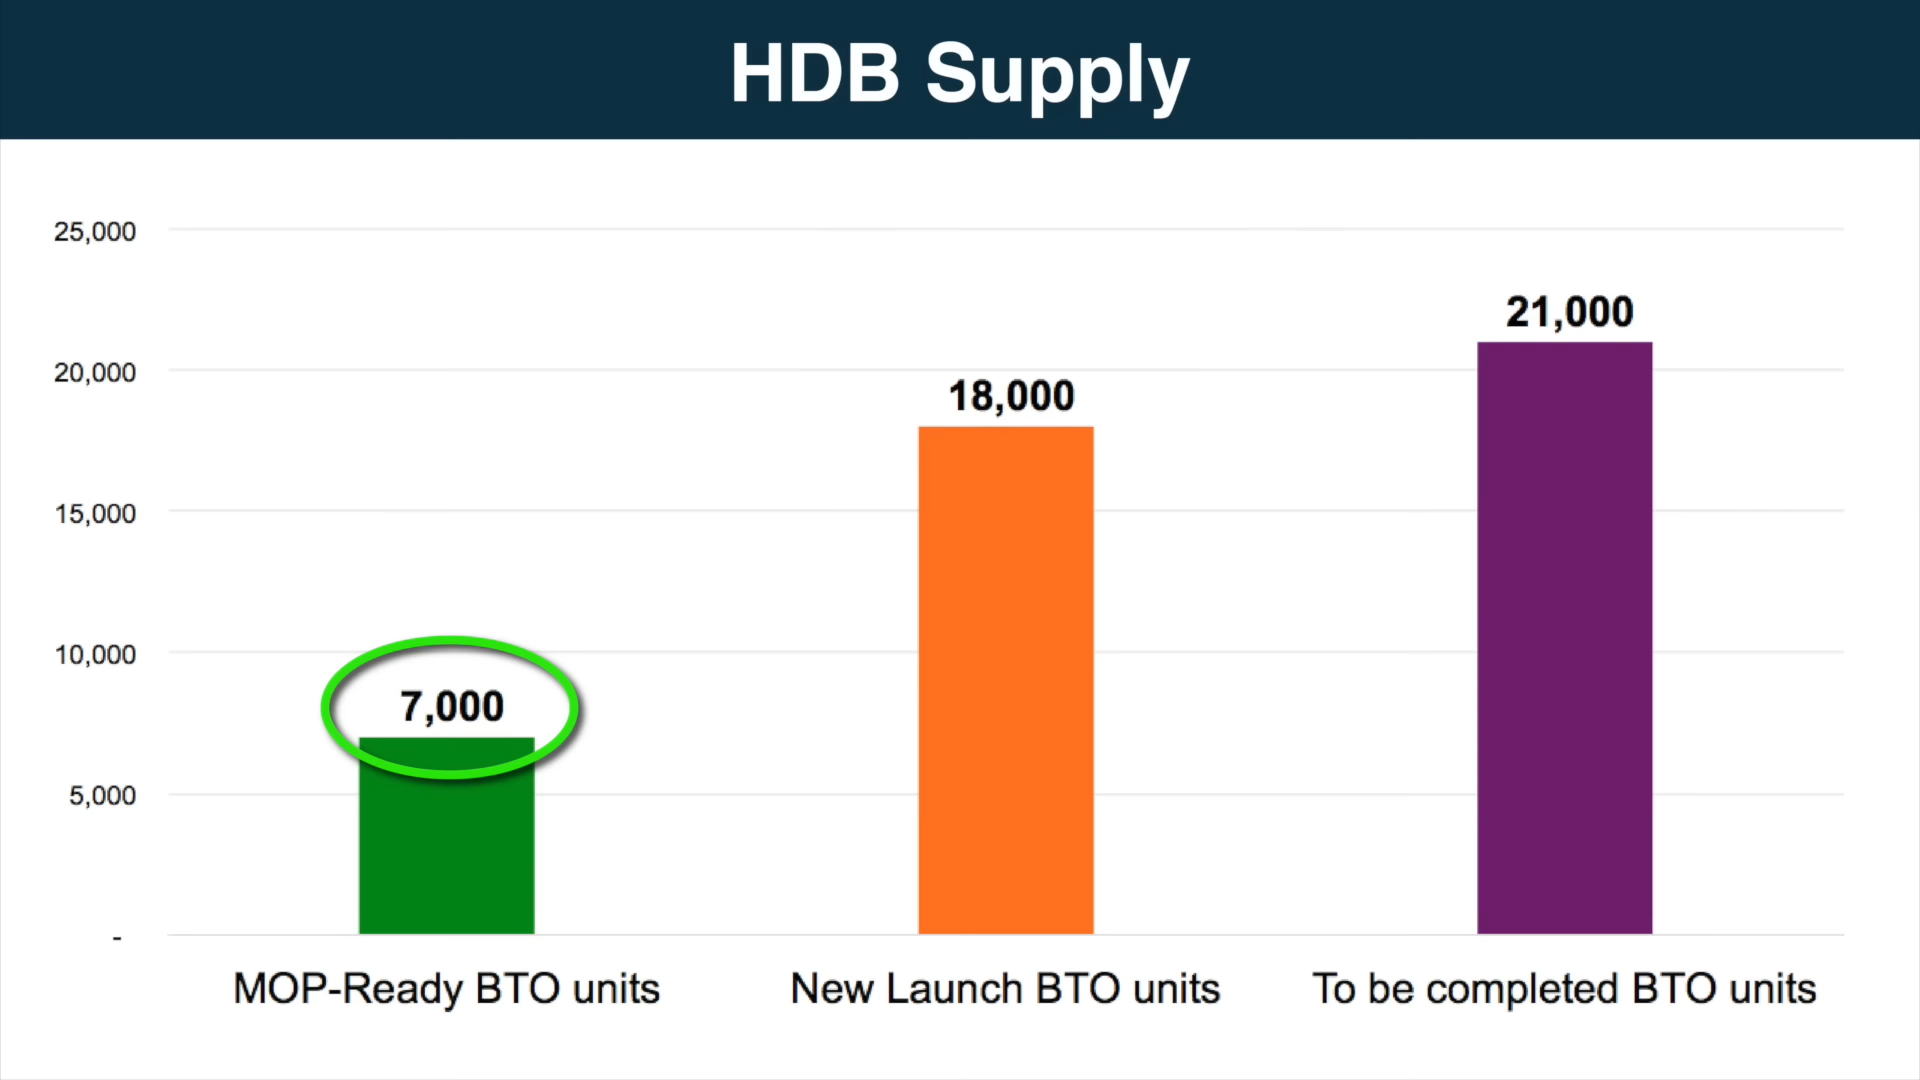 HDB Supply
25,000
20,000
15,000
10,000
5,000
-
7,000
18,000
21,000
MOP-Ready BTO units
New Launch BTO units
To be completed BTO units